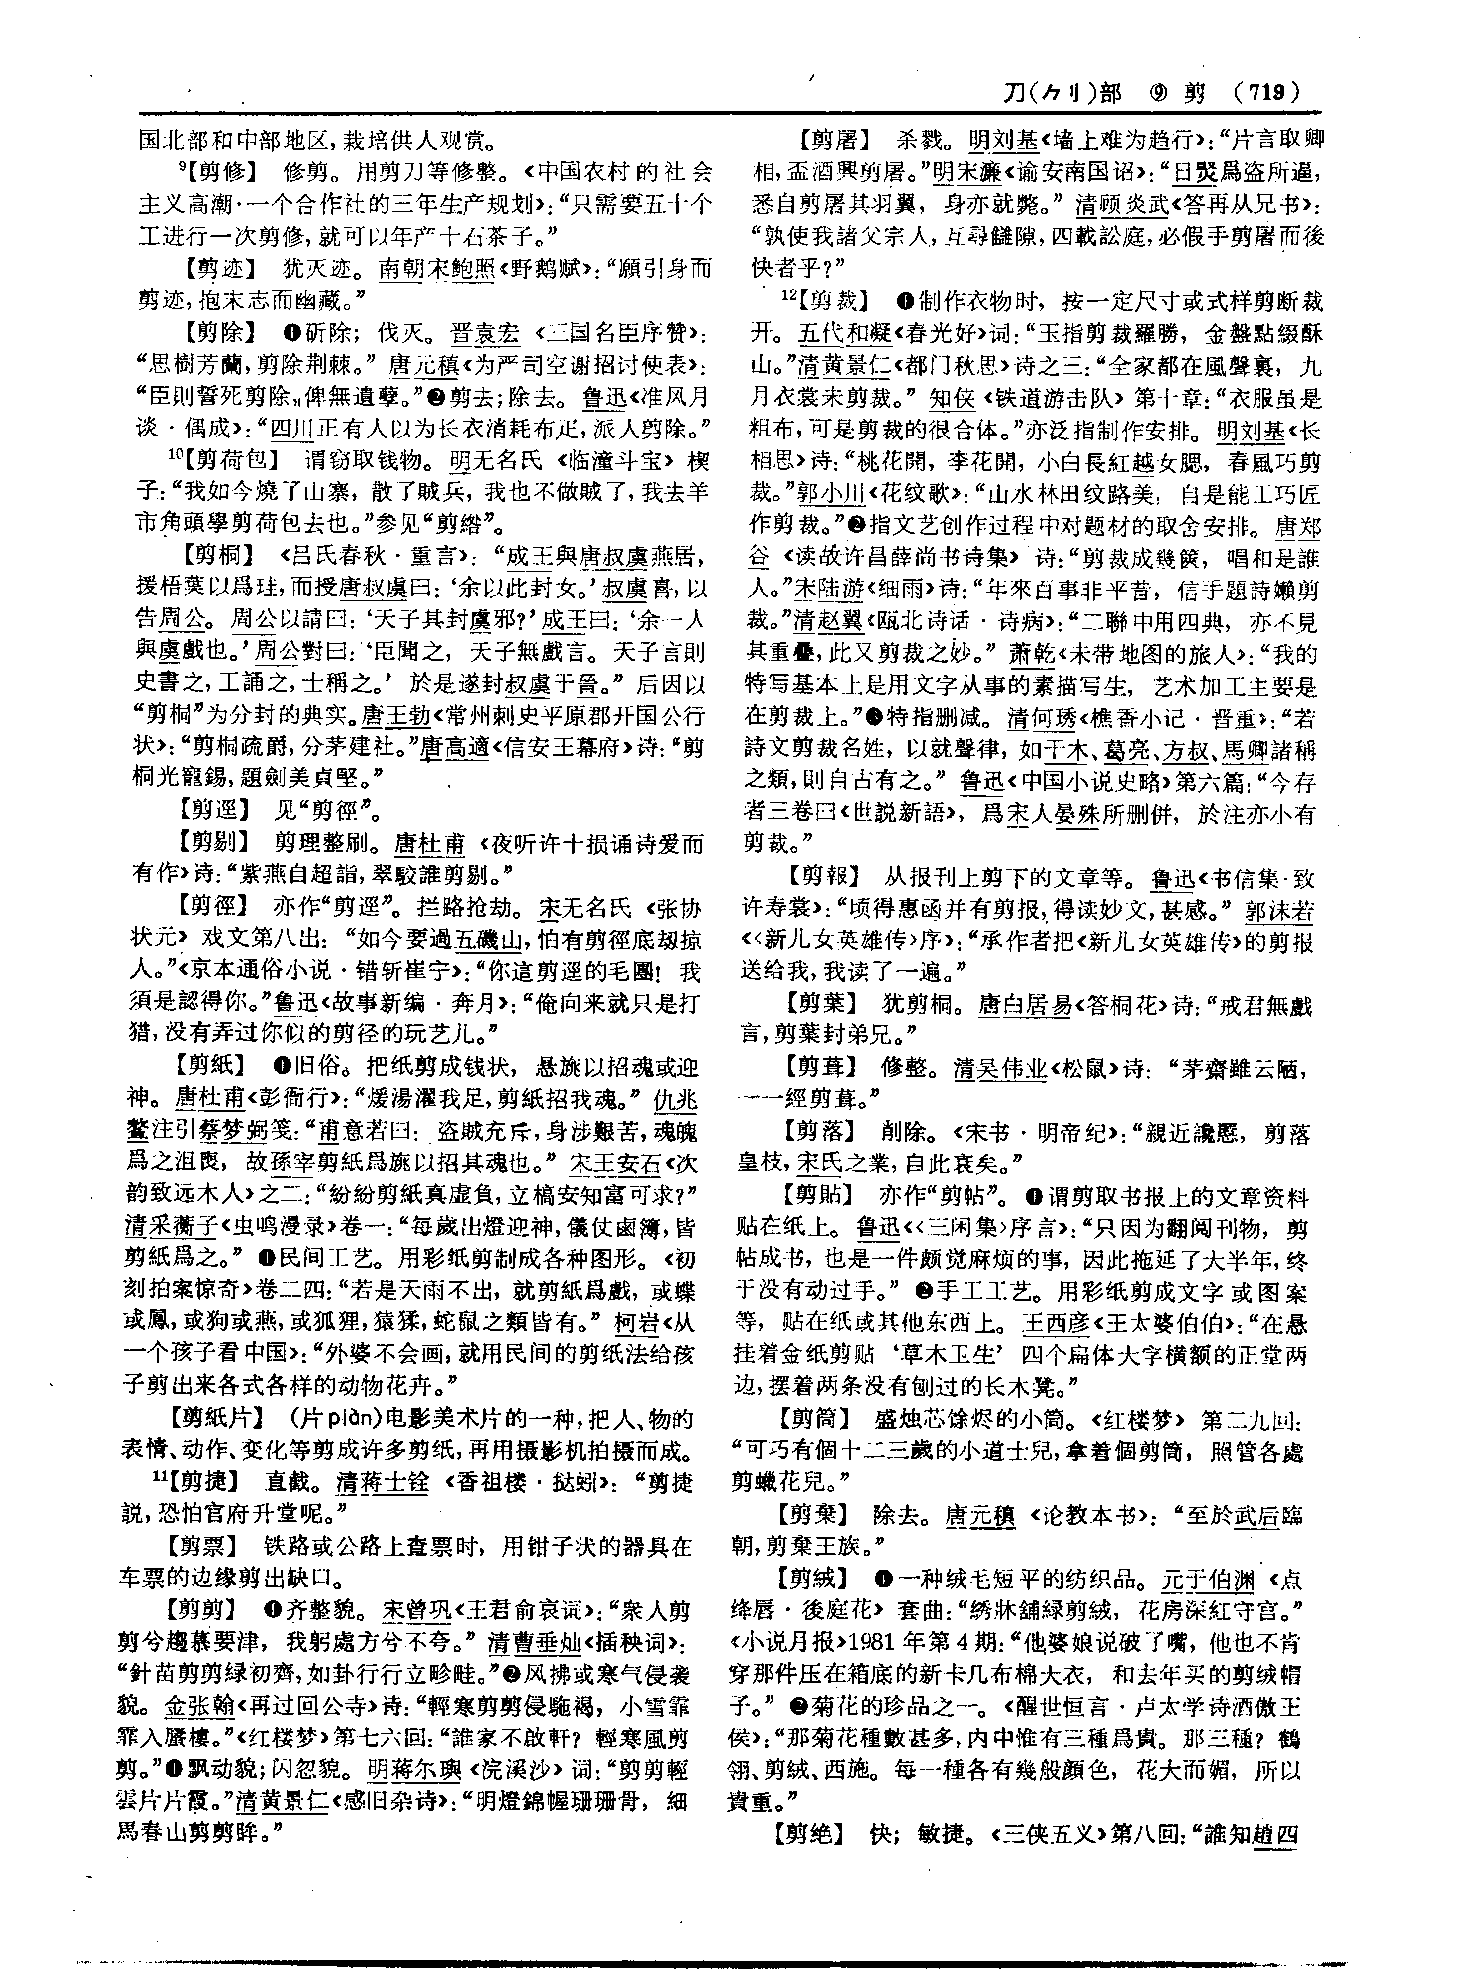 刀(⺈刂)部 ⑨ 剪 (719)
国北部和中部地区,栽培供人观赏。
⁹【剪修】 修剪。用剪刀等修整。《中国农村的社会
主义高潮·一个合作社的三年生产规划》:“只需要五十个
工进行一次剪修,就可以年产十石茶子。”
【剪迹】 犹灭迹。南朝宋鲍照《野鹅赋》:“願引身而
剪迹,抱末志而幽藏。”
【剪除】 ❶斫除;伐灭。晋袁宏《三国名臣序赞》:
“思樹芳蘭,剪除荆棘。”唐元稹《为严司空谢招讨使表》:
“臣則誓死剪除,俾無遺孽。”❷剪去;除去。鲁迅《准风月
谈·偶成》:“四川正有人以为长衣消耗布疋,派人剪除。”
¹⁰【剪荷包】 谓窃取钱物。明无名氏《临潼斗宝》楔
子:“我如今燒了山寨,散了賊兵,我也不做賊了,我去羊
市角頭學剪荷包去也。”参见“剪绺”。
【剪桐】 《吕氏春秋·重言》:“成王與唐叔虞燕居,
援梧葉以爲珪,而授唐叔虞曰:‘余以此封女。’叔虞喜,以
告周公。周公以請曰:‘天子其封虞邪?’成王曰:‘余一人
與虞戲也。’周公對曰:‘臣聞之,天子無戲言。天子言則
史書之,工誦之,士稱之。’於是遂封叔虞于晉。”后因以
“剪桐”为分封的典实。唐王勃《常州刺史平原郡开国公行
状》:“剪桐疏爵,分茅建社。”唐高適《信安王幕府》诗:“剪
桐光寵錫,題劍美貞堅。”
【剪逕】 见“剪徑”。
【剪剔】 剪理整刷。唐杜甫《夜听许十损诵诗爱而
有作》诗:“紫燕自超詣,翠駮誰剪剔。”
【剪徑】 亦作“剪逕”。拦路抢劫。宋无名氏《张协
状元》戏文第八出:“如今要過五磯山,怕有剪徑底刼掠
人。”《京本通俗小说·错斩崔宁》:“你這剪逕的毛團!我
須是認得你。”鲁迅《故事新编·奔月》:“俺向来就只是打
猎,没有弄过你似的剪径的玩艺儿。”
【剪紙】 ❶旧俗。把纸剪成钱状,悬旐以招魂或迎
神。唐杜甫《彭衙行》:“煖湯濯我足,剪紙招我魂。”仇兆
鳌注引蔡梦弼笺:“甫意若曰:盗賊充斥,身涉艱苦,魂魄
爲之沮喪,故孫宰剪紙爲旐以招其魂也。”宋王安石《次
韵致远木人》之二:“紛紛剪紙真虚負,立槁安知富可求?”
清采蘅子《虫鸣漫录》卷一:“每歲出燈迎神,儀仗鹵簿,皆
剪紙爲之。”❷民间工艺。用彩纸剪制成各种图形。《初
刻拍案惊奇》卷二四:“若是天雨不出,就剪紙爲戲,或蝶
或鳳,或狗或燕,或狐狸,猿猱,蛇鼠之類皆有。”柯岩《从
一个孩子看中国》:“外婆不会画,就用民间的剪纸法给孩
子剪出来各式各样的动物花卉。”
【剪紙片】 (片piān)电影美术片的一种,把人、物的
表情、动作、变化等剪成许多剪纸,再用摄影机拍摄而成。
¹¹【剪捷】 直截。清蒋士铨《香祖楼·挞蚓》:“剪捷
説,恐怕官府升堂呢。”
【剪票】 铁路或公路上查票时,用钳子状的器具在
车票的边缘剪出缺口。
【剪剪】 ❶齐整貌。宋曾巩《王君俞哀词》:“衆人剪
剪兮趨慕要津,我躬處方兮不夸。”清曹垂灿《插秧词》:
“針苗剪剪绿初齊,如卦行行立畛畦。”❷风拂或寒气侵袭
貌。金张翰《再过回公寺》诗:“輕寒剪剪侵駞褐,小雪霏
霏入賸樓。”《红楼梦》第七六回:“誰家不啟軒?輕寒風剪
剪。”❸飘动貌;闪忽貌。明蒋尔琠《浣溪沙》词:“剪剪輕
雲片片霞。”清黄景仁《感旧杂诗》:“明燈錦幄珊珊骨,細
馬春山剪剪眸。”
【剪屠】 杀戮。明刘基《墙上难为趋行》:“片言取卿
相,盃酒興剪屠。”明宋濂《谕安南国诏》:“日熞爲盗所逼,
悉自剪屠其羽翼,身亦就斃。”清顾炎武《答再从兄书》:
“孰使我諸父宗人,互尋讎隙,四載訟庭,必假手剪屠而後
快者乎?”
¹²【剪裁】 ❶制作衣物时,按一定尺寸或式样剪断裁
开。五代和凝《春光好》词:“玉指剪裁羅勝,金盤點綴酥
山。”清黄景仁《都门秋思》诗之三:“全家都在風聲裏,九
月衣裳未剪裁。”知侠《铁道游击队》第十章:“衣服虽是
粗布,可是剪裁的很合体。”亦泛指制作安排。明刘基《长
相思》诗:“桃花開,李花開,小白長紅越女腮,春風巧剪
裁。”郭小川《花纹歌》:“山水林田纹路美,自是能工巧匠
作剪裁。”❷指文艺创作过程中对题材的取舍安排。唐郑
谷《读故许昌薛尚书诗集》诗:“剪裁成幾篋,唱和是誰
人。”宋陆游《细雨》诗:“年來百事非平昔,信手題詩嬾剪
裁。”清赵翼《瓯北诗话·诗病》:“二聯中用四典,亦不見
其重疊,此又剪裁之妙。”萧乾《未带地图的旅人》:“我的
特写基本上是用文字从事的素描写生,艺术加工主要是
在剪裁上。”❸特指删减。清何琇《樵香小记·晋重》:“若
詩文剪裁名姓,以就聲律,如干木、葛亮、方叔、馬卿諸稱
之類,則自古有之。”鲁迅《中国小说史略》第六篇:“今存
者三卷曰《世説新語》,爲宋人晏殊所删併,於注亦小有
剪裁。”
【剪報】 从报刊上剪下的文章等。鲁迅《书信集·致
许寿裳》:“顷得惠函并有剪报,得读妙文,甚感。”郭沫若
《〈新儿女英雄传〉序》:“承作者把《新儿女英雄传》的剪报
送给我,我读了一遍。”
【剪葉】 犹剪桐。唐白居易《答桐花》诗:“戒君無戲
言,剪葉封弟兄。”
【剪葺】 修整。清吴伟业《松鼠》诗:“茅齋雖云陋,
一一經剪葺。”
【剪落】 削除。《宋书·明帝纪》:“親近讒慝,剪落
皇枝,宋氏之業,自此衰矣。”
【剪貼】 亦作“剪帖”。❶谓剪取书报上的文章资料
贴在纸上。鲁迅《〈三闲集〉序言》:“只因为翻阅刊物,剪
帖成书,也是一件颇觉麻烦的事,因此拖延了大半年,终
于没有动过手。”❷手工工艺。用彩纸剪成文字或图案
等,贴在纸或其他东西上。王西彦《王太婆伯伯》:“在悬
挂着金纸剪贴‘草木卫生’四个扁体大字横额的正堂两
边,摆着两条没有刨过的长木凳。”
【剪筒】 盛烛芯馀烬的小筒。《红楼梦》第二九回:
“可巧有個十二三歲的小道士兒,拿着個剪筒,照管各處
剪蠟花兒。”
【剪棄】 除去。唐元稹《论教本书》:“至於武后臨
朝,剪棄王族。”
【剪絨】 ❶一种绒毛短平的纺织品。元于伯渊《点
绛唇·後庭花》套曲:“綉牀舖緑剪絨,花房深紅守宫。”
《小说月报》1981年第4期:“他婆娘说破了嘴,他也不肯
穿那件压在箱底的新卡几布棉大衣,和去年买的剪绒帽
子。”❷菊花的珍品之一。《醒世恒言·卢太学诗酒傲王
侯》:“那菊花種數甚多,内中惟有三種爲貴。那三種?鶴
翎、剪絨、西施。每一種各有幾般顔色,花大而媚,所以
貴重。”
【剪绝】 快;敏捷。《三侠五义》第八回:“誰知趙四